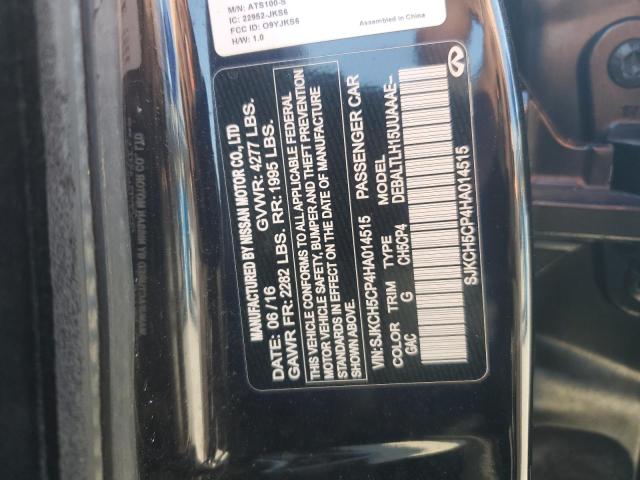 M/N: ATS100-S
IC: 22952-JKS6
FCC ID: O9YJKS6
H/W: 1.0
Assembled in China
MANUFACTURED BY NISSAN MOTOR CO., LTD
DATE: 06/16 GVWR: 4277 LBS.
GAWR FR: 2282 LBS. RR: 1995 LBS.
THIS VEHICLE CONFORMS TO ALL APPLICABLE FEDERAL
MOTOR VEHICLE SAFETY, BUMPER AND THEFT PREVENTION
STANDARDS IN EFFECT ON THE DATE OF MANUFACTURE
SHOWN ABOVE.
VIN:SJKCH5CP4HA014515 PASSENGER CAR
COLOR TRIM TYPE MODEL
GAC G CH5CP4 DEBALTLH15UUAAAE--
SJKCH5CP4HA014515